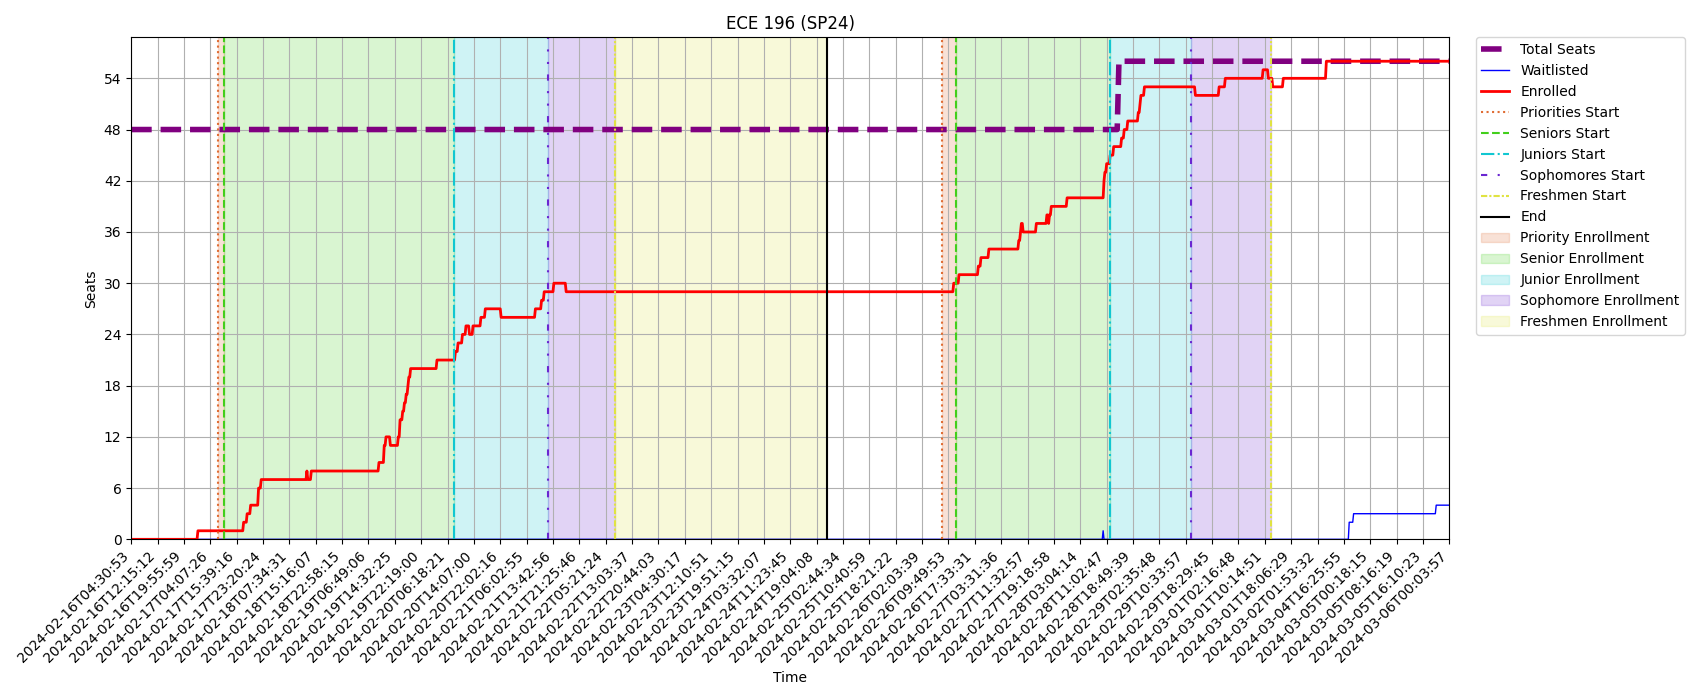 ECE 196 (SP24)
Seats
54
48
42
36
30
24
18
12
6
0
2024-02-16T04:30:53
2024-02-16T12:15:12
2024-02-16T19:55:59
2024-02-17T04:07:26
2024-02-17T15:39:16
2024-02-17T23:20:24
2024-02-18T07:34:31
2024-02-18T15:16:07
2024-02-18T22:58:15
2024-02-19T06:49:06
2024-02-19T14:32:25
2024-02-19T22:19:00
2024-02-20T06:18:21
2024-02-20T14:07:00
2024-02-20T22:02:16
2024-02-21T06:02:55
2024-02-21T13:42:56
2024-02-21T21:25:46
2024-02-22T05:21:24
2024-02-22T13:03:37
2024-02-22T20:44:03
2024-02-23T04:30:17
2024-02-23T12:10:51
2024-02-23T19:51:15
2024-02-24T03:32:07
2024-02-24T11:23:45
2024-02-24T19:04:08
2024-02-25T02:44:34
2024-02-25T10:40:59
2024-02-25T18:21:22
2024-02-26T02:03:39
2024-02-26T09:49:53
2024-02-26T17:33:31
2024-02-27T03:31:36
2024-02-27T11:32:57
2024-02-27T19:18:58
2024-02-28T03:04:14
2024-02-28T11:02:47
2024-02-28T18:49:39
2024-02-29T02:35:48
2024-02-29T10:33:57
2024-02-29T18:29:45
2024-03-01T02:16:48
2024-03-01T10:14:51
2024-03-01T18:06:29
2024-03-02T01:53:32
2024-03-04T16:25:55
2024-03-05T00:18:15
2024-03-05T08:16:19
2024-03-05T16:10:23
2024-03-06T00:03:57
Time
Total Seats
Waitlisted
Enrolled
Priorities Start
Seniors Start
Juniors Start
Sophomores Start
Freshmen Start
End
Priority Enrollment
Senior Enrollment
Junior Enrollment
Sophomore Enrollment
Freshmen Enrollment